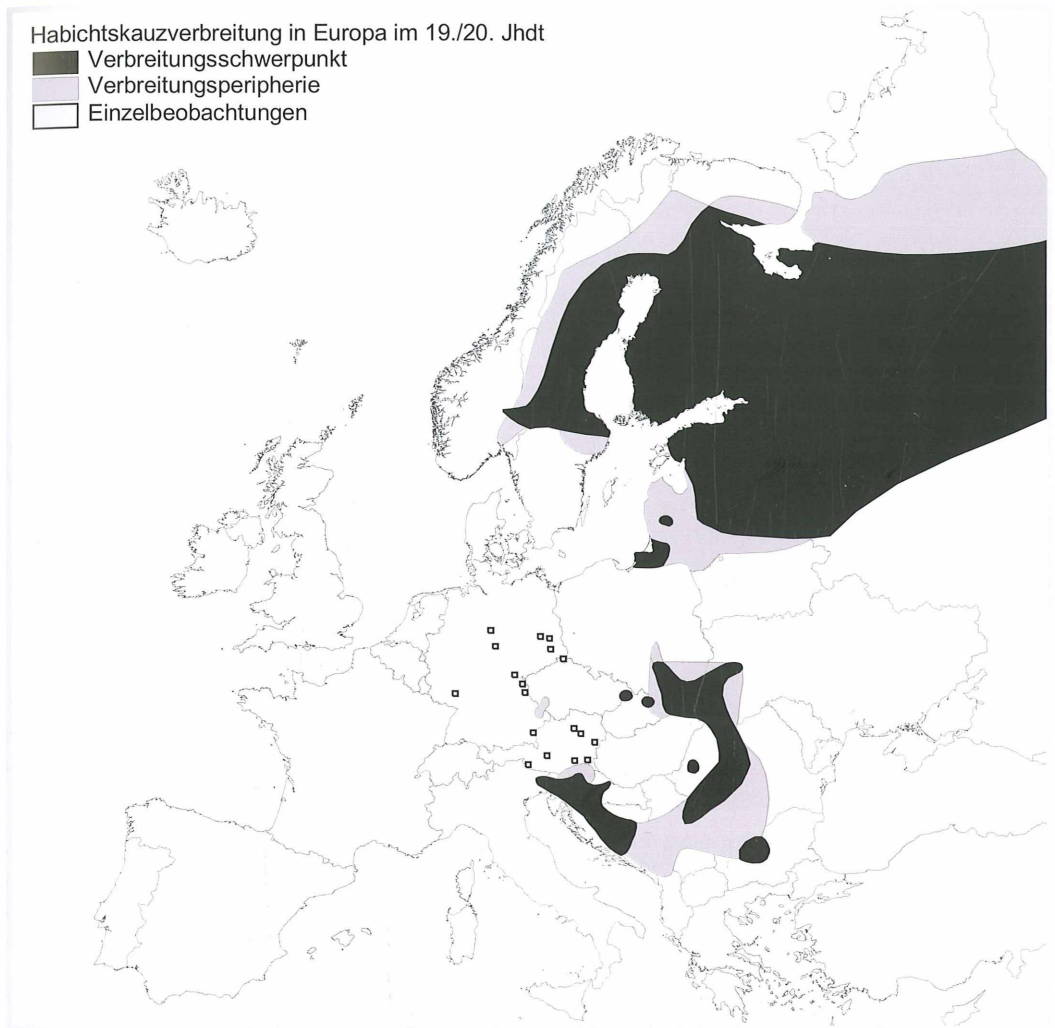 Habichtskauzverbreitung in Europa im 19./20. Jhdt
Verbreitungsschwerpunkt
Verbreitungsperipherie
Einzelbeobachtungen